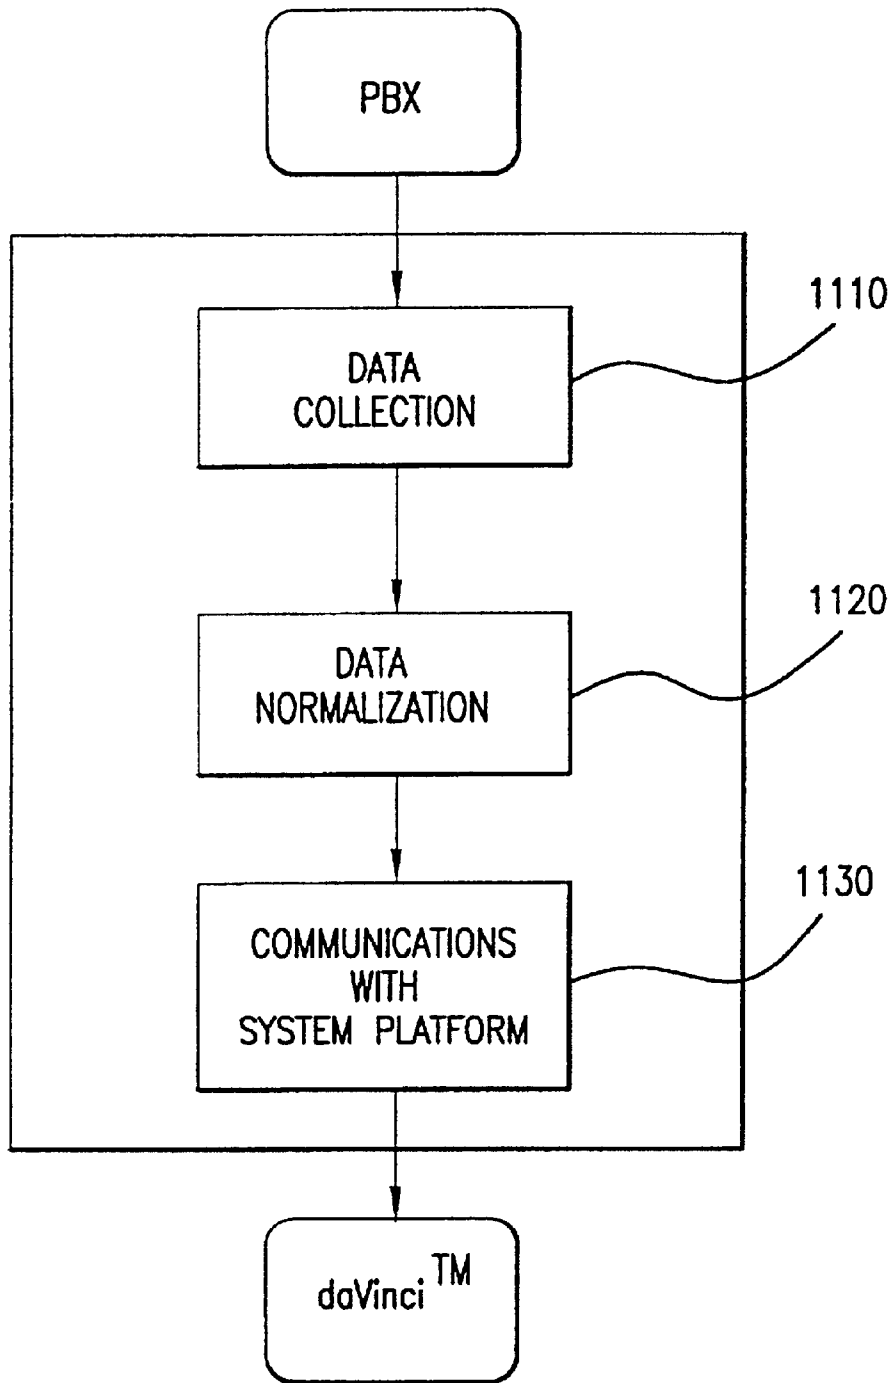 PBX
1110
DATA
COLLECTION
1120
DATA
NORMALIZATION
1130
COMMUNICATIONS
WITH
SYSTEM PLATFORM
daVinci™